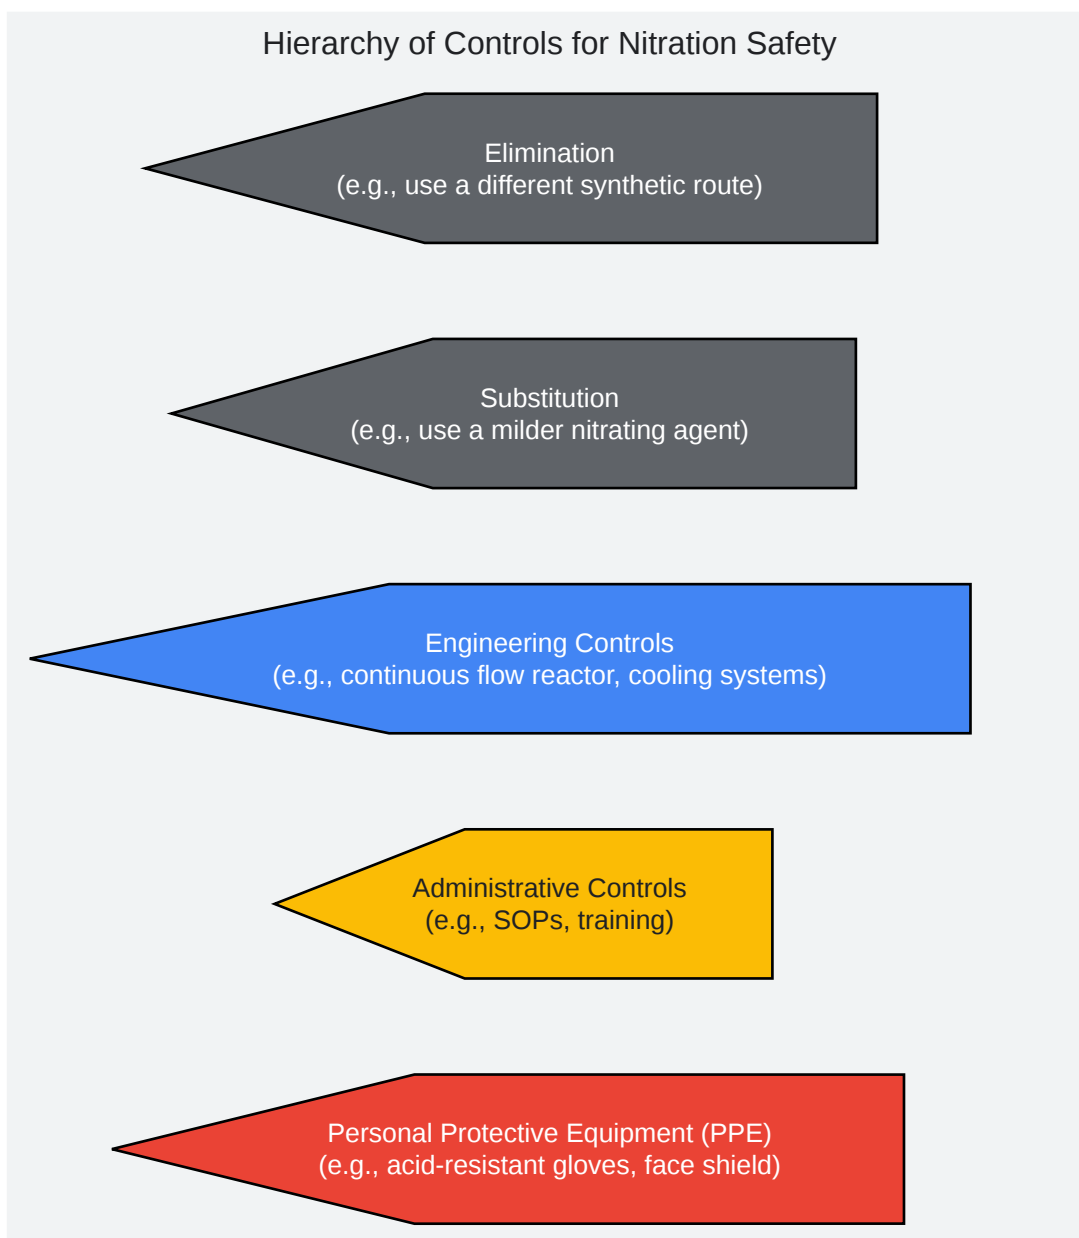 Hierarchy of Controls for Nitration Safety
Elimination
(e.g., use a different synthetic route)
Substitution
(e.g., use a milder nitrating agent)
Engineering Controls
(e.g., continuous flow reactor, cooling systems)
Administrative Controls
(e.g., SOPs, training)
Personal Protective Equipment (PPE)
(e.g., acid-resistant gloves, face shield)